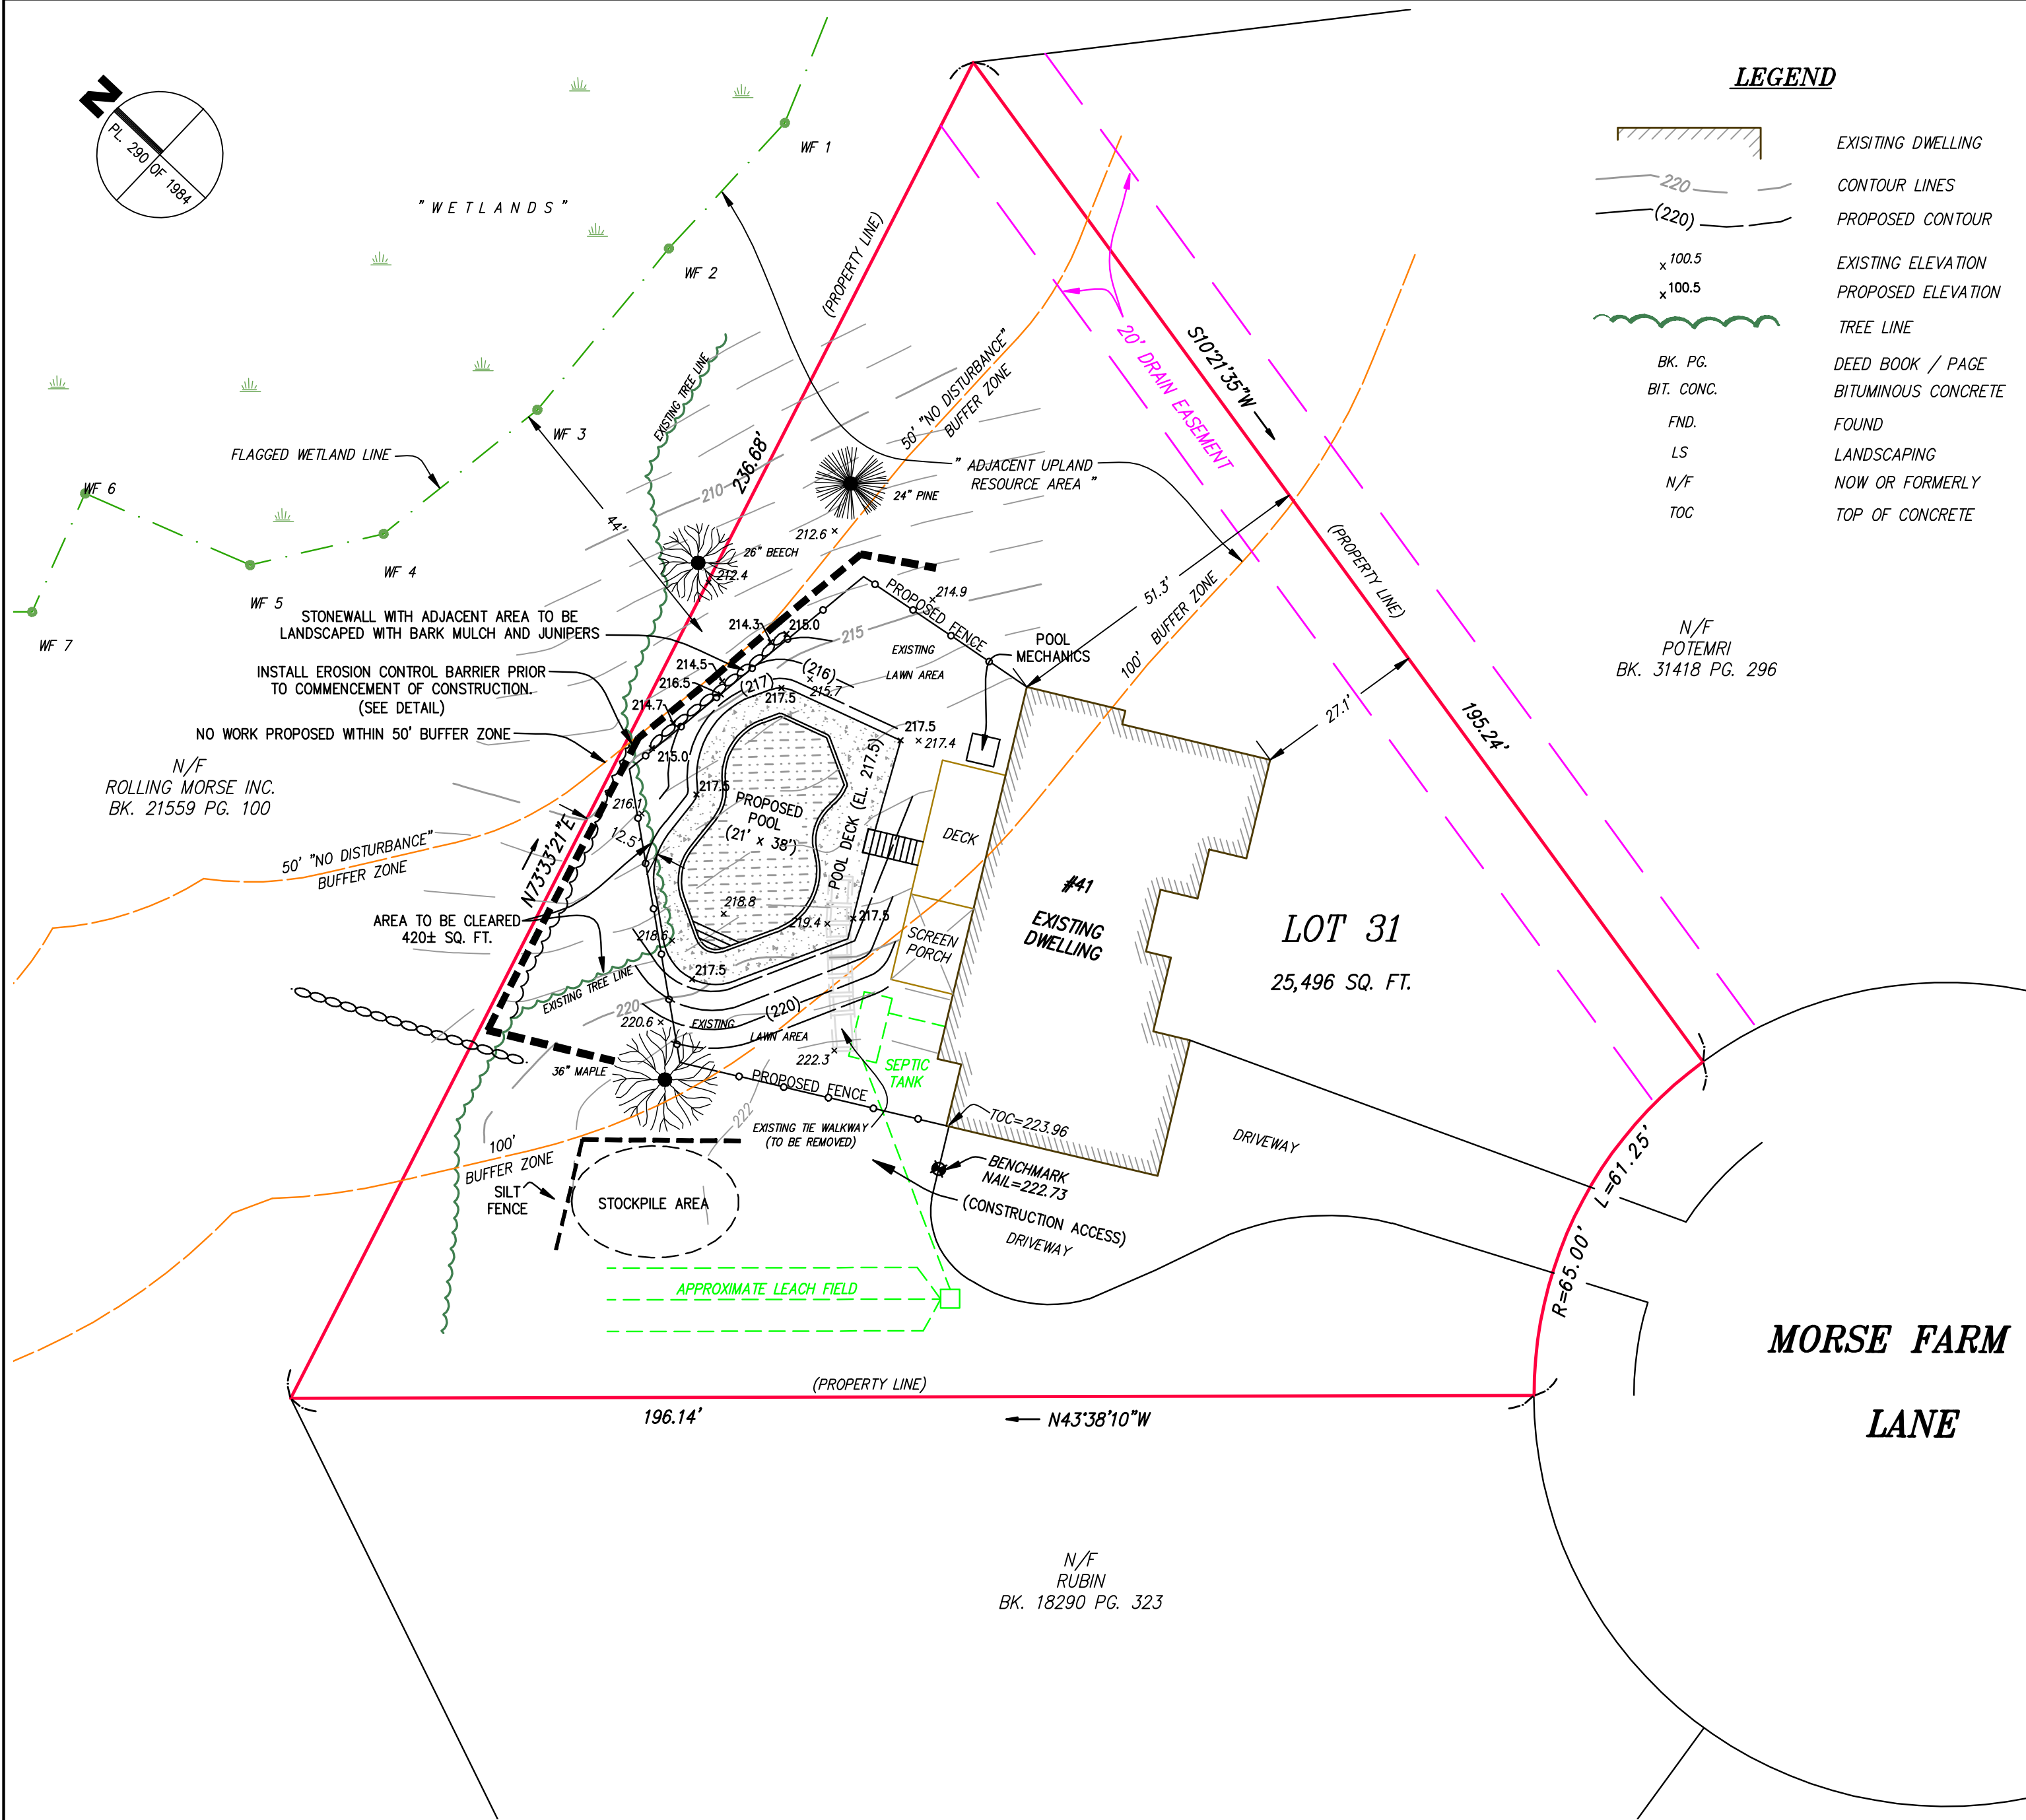 N
PL. 290 OF 1984
"WETLANDS"
WF 1
WF 2
WF 3
WF 4
WF 5
WF 6
WF 7
FLAGGED WETLAND LINE
44'
EXISTING TREE LINE
(PROPERTY LINE)
236.68'
210
50' "NO DISTURBANCE"
BUFFER ZONE
20' DRAIN EASEMENT
S10°21'35"W
" ADJACENT UPLAND
RESOURCE AREA "
24" PINE
212.6
26" BEECH
212.4
STONEWALL WITH ADJACENT AREA TO BE
LANDSCAPED WITH BARK MULCH AND JUNIPERS
INSTALL EROSION CONTROL BARRIER PRIOR
TO COMMENCEMENT OF CONSTRUCTION.
(SEE DETAIL)
NO WORK PROPOSED WITHIN 50' BUFFER ZONE
N/F
ROLLING MORSE INC.
BK. 21559 PG. 100
50' "NO DISTURBANCE"
BUFFER ZONE
N73°33'21"E
AREA TO BE CLEARED
420± SQ. FT.
PROPOSED FENCE
214.9
214.3
215.0
215
214.5
216.5
214.7
215.0
(216)
(217)
215.7
217.5
EXISTING
LAWN AREA
POOL
MECHANICS
51.3'
100' BUFFER ZONE
(PROPERTY LINE)
27.1'
195.24'
217.5
217.4
217.5
216.1
12.5'
PROPOSED
POOL
(21' x 38')
POOL DECK (EL. 217.5)
DECK
SCREEN
PORCH
#41
EXISTING
DWELLING
LOT 31
25,496 SQ. FT.
218.8
219.4
217.5
218.6
217.5
EXISTING TREE LINE
220
(220)
220.6
EXISTING
LAWN AREA
222.3
SEPTIC
TANK
36" MAPLE
PROPOSED FENCE
222
EXISTING TIE WALKWAY
(TO BE REMOVED)
TOC=223.96
BENCHMARK
NAIL=222.73
(CONSTRUCTION ACCESS)
DRIVEWAY
DRIVEWAY
100'
BUFFER ZONE
SILT
FENCE
STOCKPILE AREA
APPROXIMATE LEACH FIELD
(PROPERTY LINE)
196.14'
N43°38'10"W
L=61.25'
R=65.00'
MORSE FARM
LANE
N/F
RUBIN
BK. 18290 PG. 323
N/F
POTEMRI
BK. 31418 PG. 296
LEGEND
EXISITING DWELLING
220 CONTOUR LINES
(220) PROPOSED CONTOUR
x 100.5 EXISTING ELEVATION
x 100.5 PROPOSED ELEVATION
TREE LINE
BK. PG. DEED BOOK / PAGE
BIT. CONC. BITUMINOUS CONCRETE
FND. FOUND
LS LANDSCAPING
N/F NOW OR FORMERLY
TOC TOP OF CONCRETE